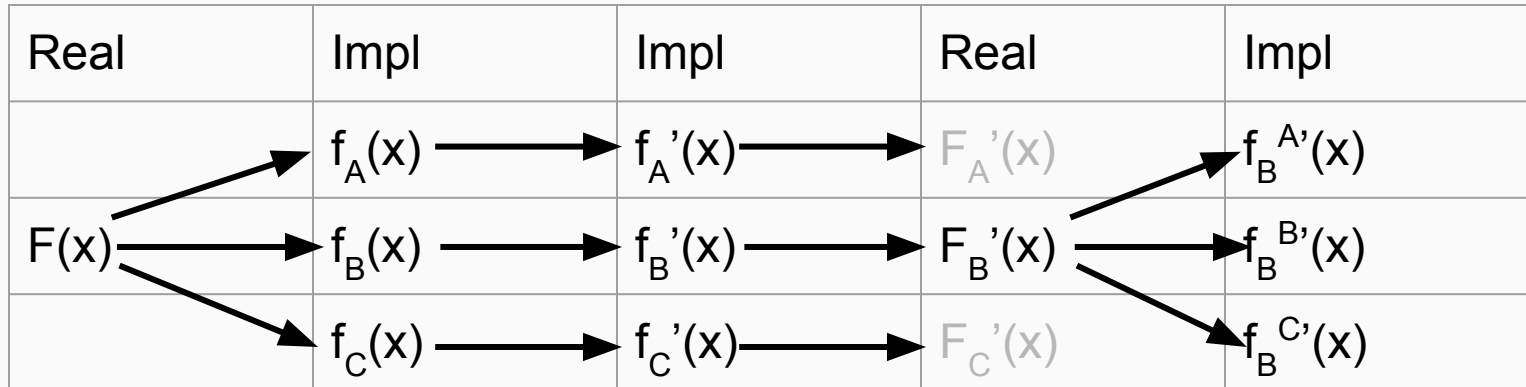 Real Impl Impl Real Impl
f_A(x) f_A’(x) F_A’(x) f_B^A’(x)
F(x) f_B(x) f_B’(x) F_B’(x) f_B^B’(x)
f_C(x) f_C’(x) F_C’(x) f_B^C’(x)